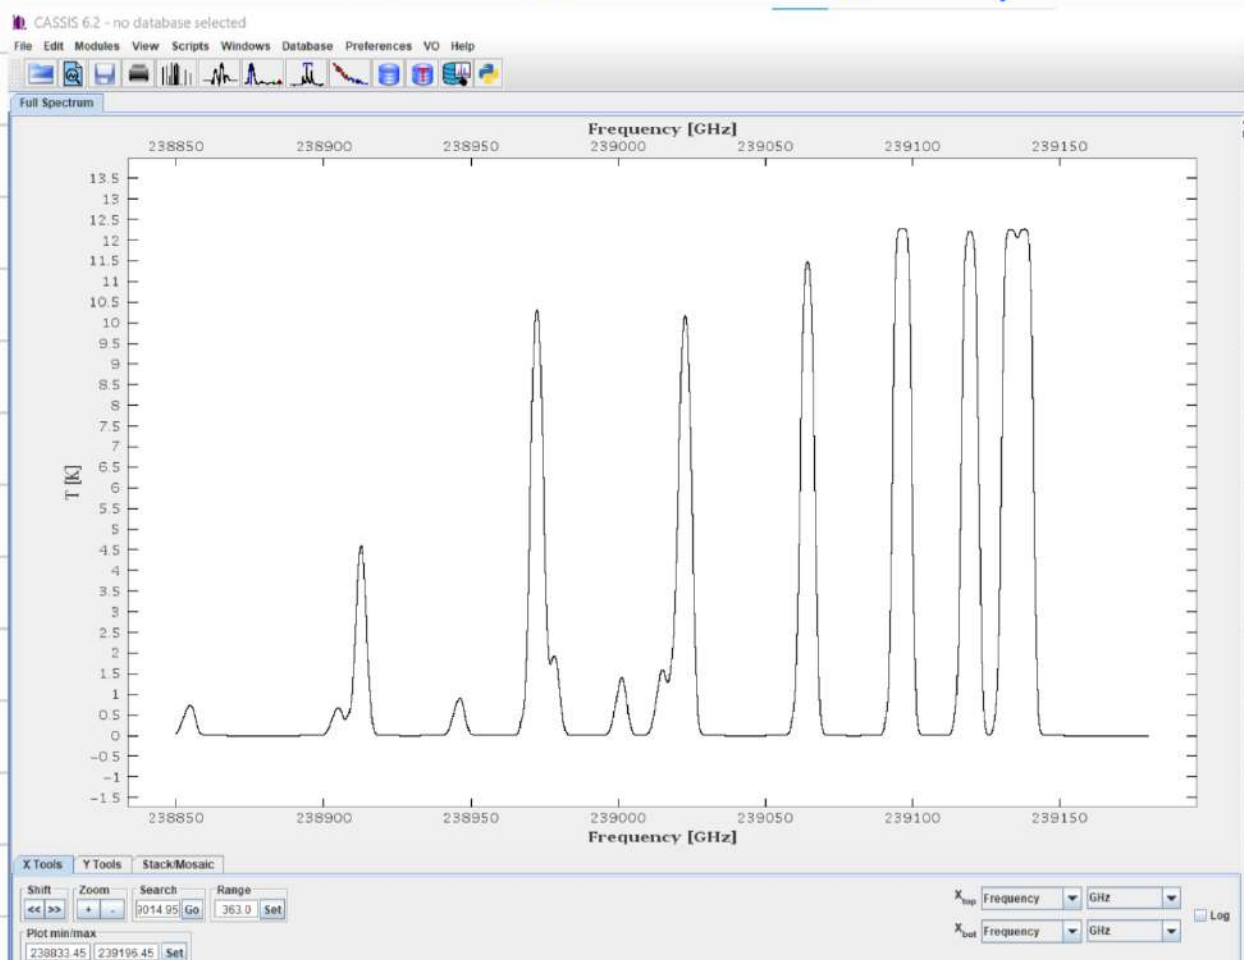 CASSIS 6.2 - no database selected
File Edit Modules View Scripts Windows Database Preferences VO Help
Full Spectrum
Frequency [GHz]
238850 238900 238950 239000 239050 239100 239150
13.5
13
12.5
12
11.5
11
10.5
10
9.5
9
8.5
8
7.5
7
6.5
6
5.5
5
4.5
4
3.5
3
2.5
2
1.5
1
0.5
0
-0.5
-1
-1.5
T [K]
238850 238900 238950 239000 239050 239100 239150
Frequency [GHz]
X Tools Y Tools Stack/Mosaic
Shift Zoom Search Range
<< >> + - 9014.95 Go 363.0 Set
Plot min/max
238833.45 239196.45 Set
Xtop Frequency GHz
Xbot Frequency GHz
Log